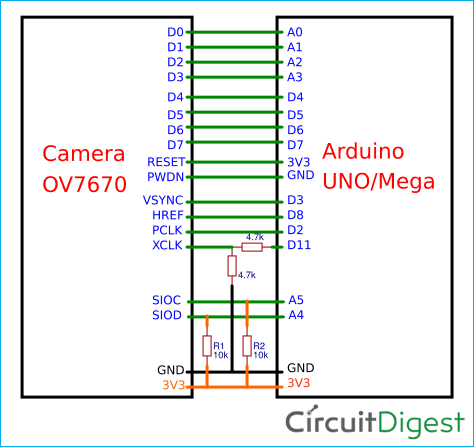 D0 A0
D1 A1
D2 A2
D3 A3
D4 D4
D5 D5
D6 D6
D7 D7
Camera
OV7670
Arduino
UNO/Mega
RESET 3V3
PWDN GND
VSYNC D3
HREF D8
PCLK D2
4.7k
XCLK D11
4.7k
SIOC A5
SIOD A4
R1 R2
10k 10k
GND GND
3V3 3V3
CircuitDigest